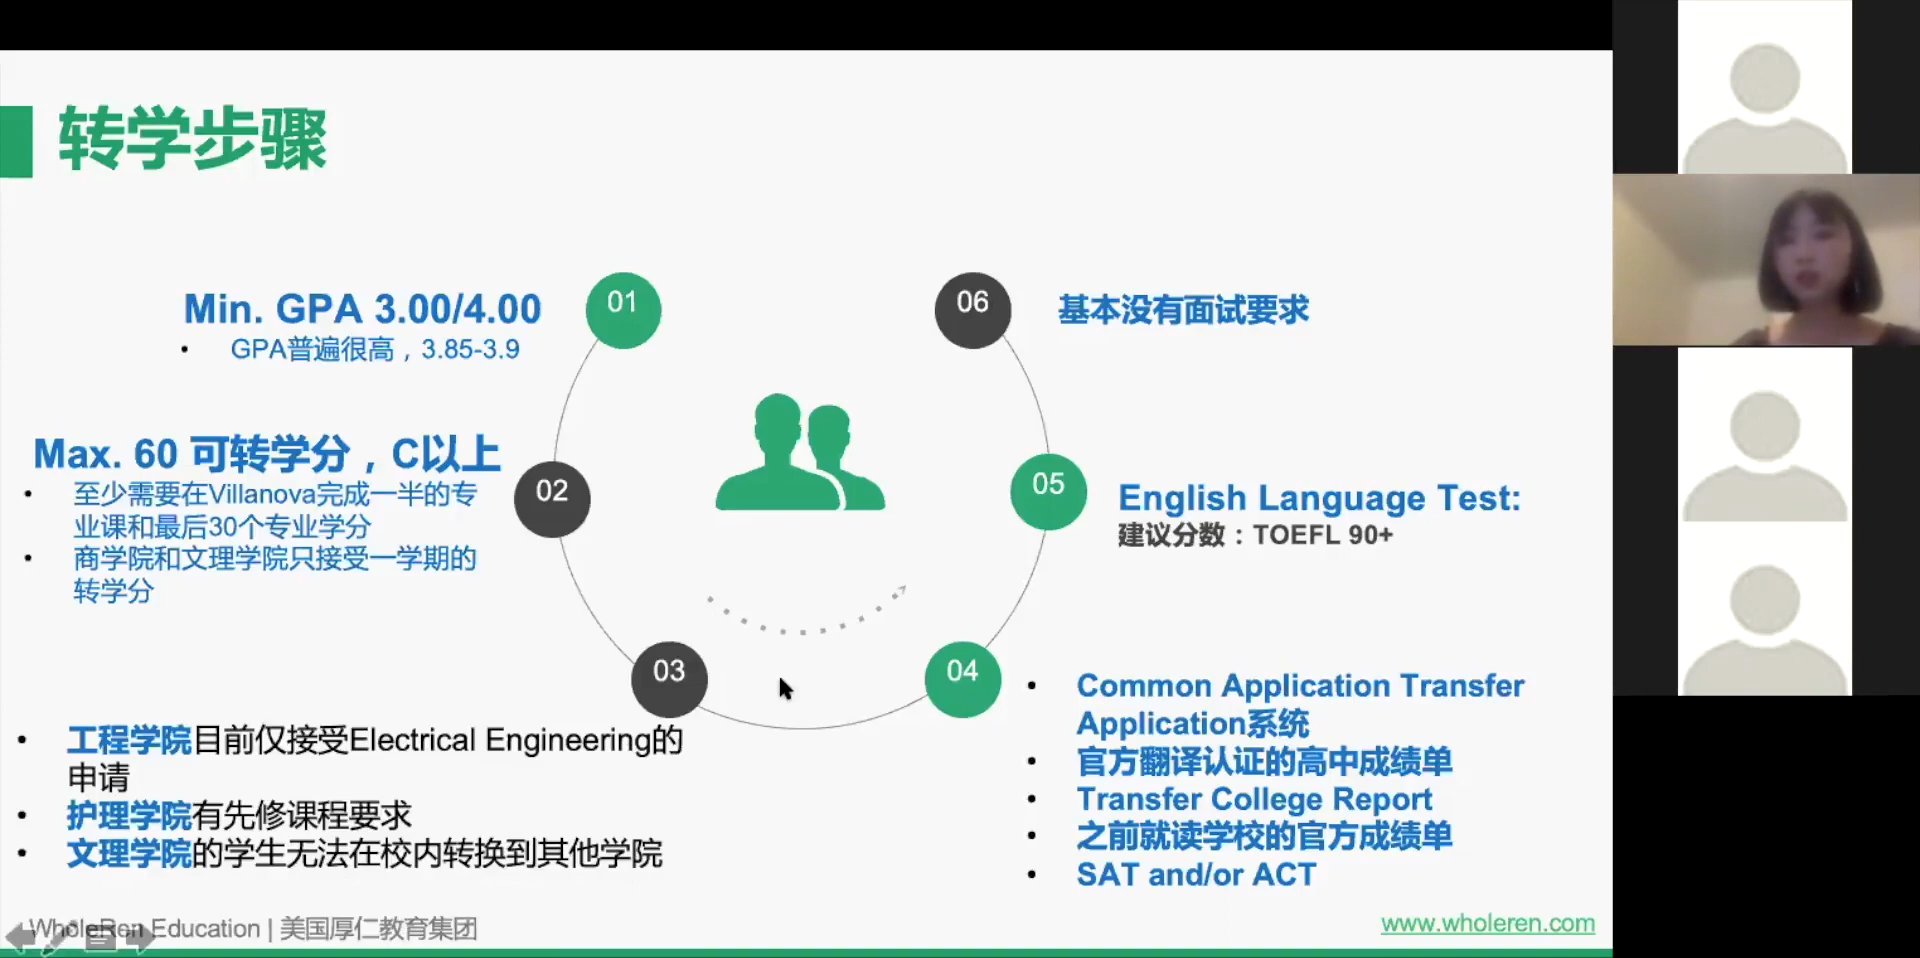 转学步骤
01
Min. GPA 3.00/4.00
GPA普遍很高，3.85-3.9
02
Max. 60 可转学分，C以上
至少需要在Villanova完成一半的专
业课和最后30个专业学分
商学院和文理学院只接受一学期的
转学分
03
工程学院目前仅接受Electrical Engineering的
申请
护理学院有先修课程要求
文理学院的学生无法在校内转换到其他学院
04
Common Application Transfer
Application系统
官方翻译认证的高中成绩单
Transfer College Report
之前就读学校的官方成绩单
SAT and/or ACT
05
English Language Test:
建议分数：TOEFL 90+
06
基本没有面试要求
WholeRen Education | 美国厚仁教育集团
www.wholeren.com